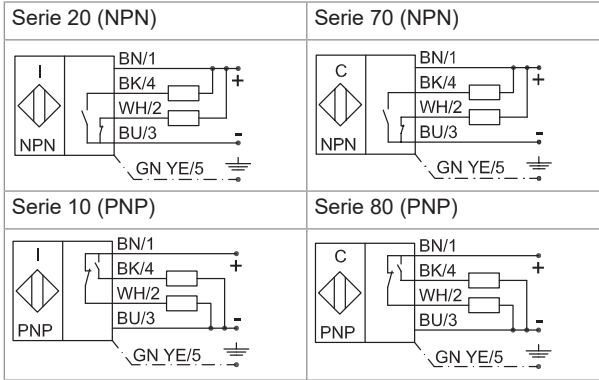 Serie 20 (NPN)
I
NPN
BN/1
BK/4
WH/2
BU/3
+
-
GN YE/5
Serie 70 (NPN)
C
NPN
BN/1
BK/4
WH/2
BU/3
+
-
GN YE/5
Serie 10 (PNP)
I
PNP
BN/1
BK/4
WH/2
BU/3
+
-
GN YE/5
Serie 80 (PNP)
C
PNP
BN/1
BK/4
WH/2
BU/3
+
-
GN YE/5